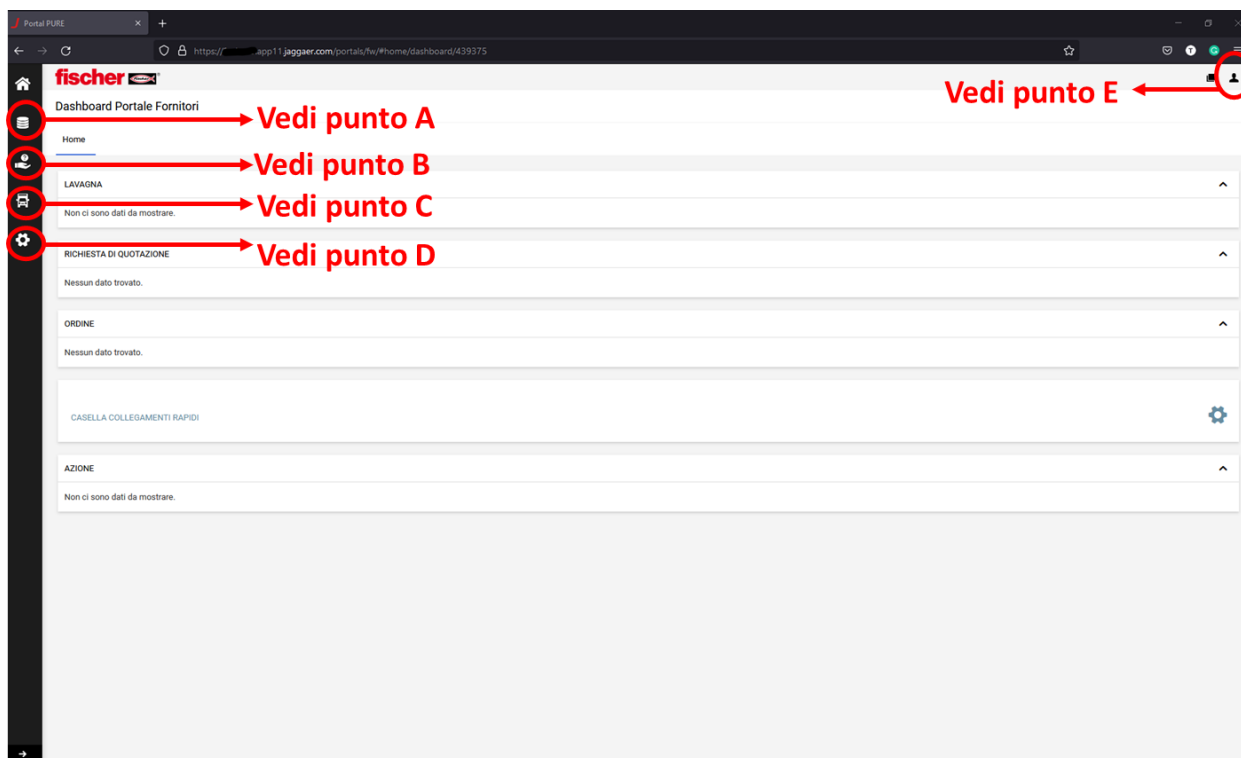 Portal PURE
https:// app11.jaggaer.com/portals/fw/#home/dashboard/439375
fischer
Dashboard Portale Fornitori
Vedi punto E
Vedi punto A
Home
Vedi punto B
LAVAGNA
Non ci sono dati da mostrare.
Vedi punto C
RICHIESTA DI QUOTAZIONE
Vedi punto D
Nessun dato trovato.
ORDINE
Nessun dato trovato.
CASELLA COLLEGAMENTI RAPIDI
AZIONE
Non ci sono dati da mostrare.